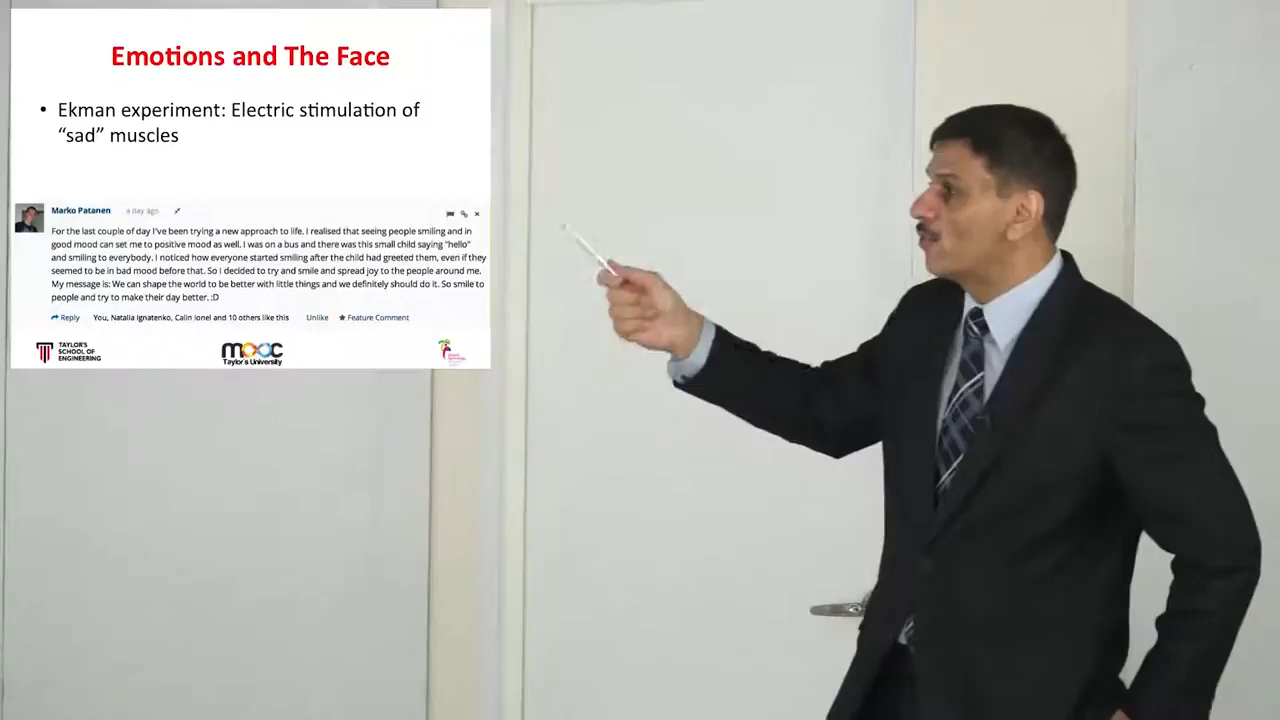 Emotions and The Face
• Ekman experiment: Electric stimulation of
“sad” muscles
Marko Patanen a day ago
For the last couple of day I've been trying a new approach to life. I realised that seeing people smiling and in
good mood can set me to positive mood as well. I was on a bus and there was this small child saying "hello"
and smiling to everybody. I noticed how everyone started smiling after the child had greeted them, even if they
seemed to be in bad mood before that. So I decided to try and smile and spread joy to the people around me.
My message is: We can shape the world to be better with little things and we definitely should do it. So smile to
people and try to make their day better. :D
Reply You, Natalia Ignatenko, Calin Ionel and 10 others like this Unlike Feature Comment
TAYLOR'S
SCHOOL OF
ENGINEERING
mooc
Taylor's University